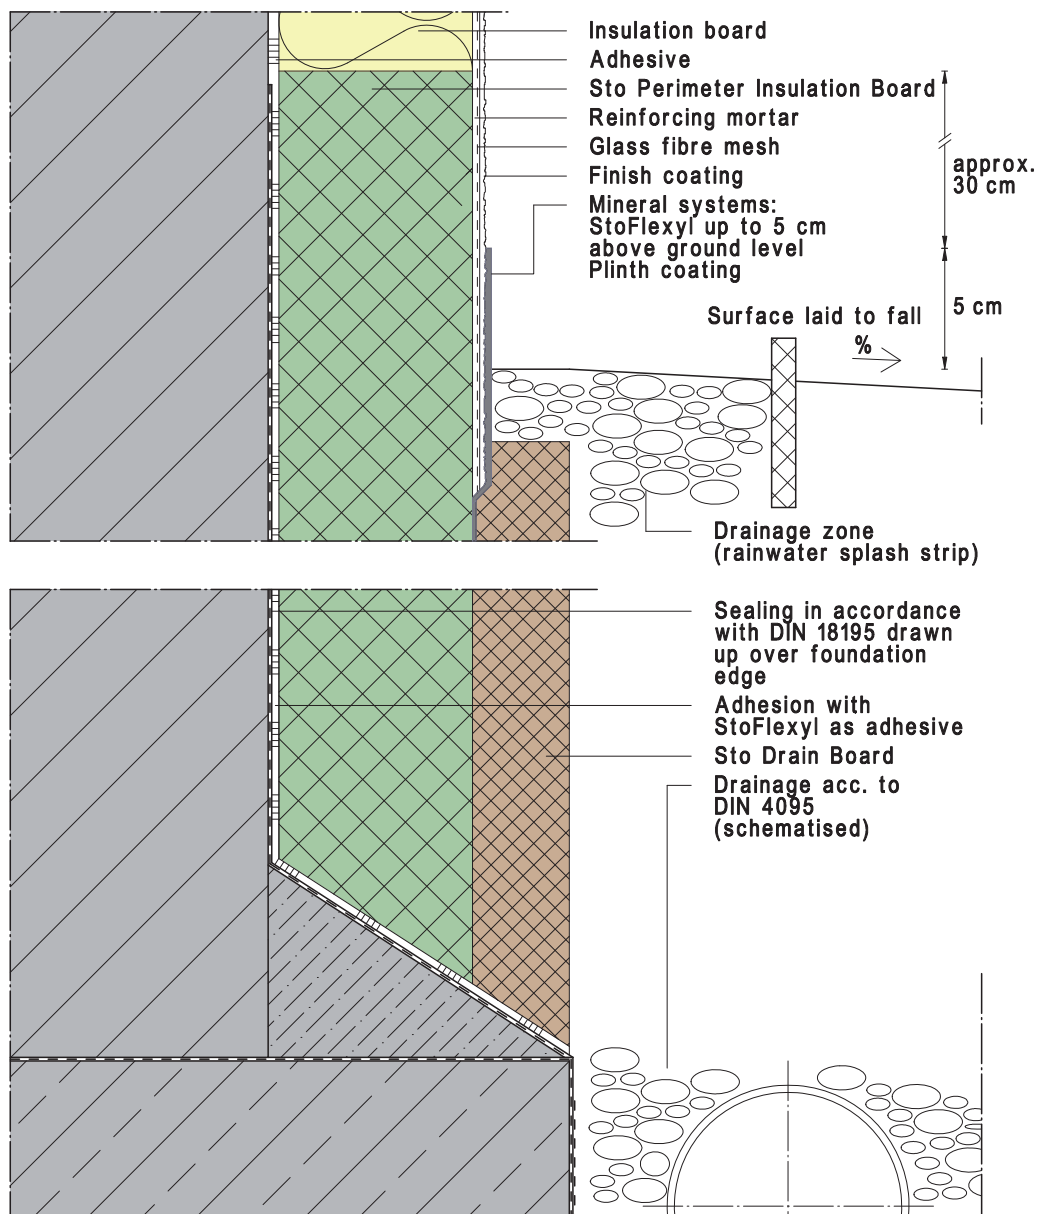 Insulation board
Adhesive
Sto Perimeter Insulation Board
Reinforcing mortar
Glass fibre mesh
Finish coating
Mineral systems:
StoFlexyl up to 5 cm
above ground level
Plinth coating
approx.
30 cm
5 cm
Surface laid to fall
%
Drainage zone
(rainwater splash strip)
Sealing in accordance
with DIN 18195 drawn
up over foundation
edge
Adhesion with
StoFlexyl as adhesive
Sto Drain Board
Drainage acc. to
DIN 4095
(schematised)